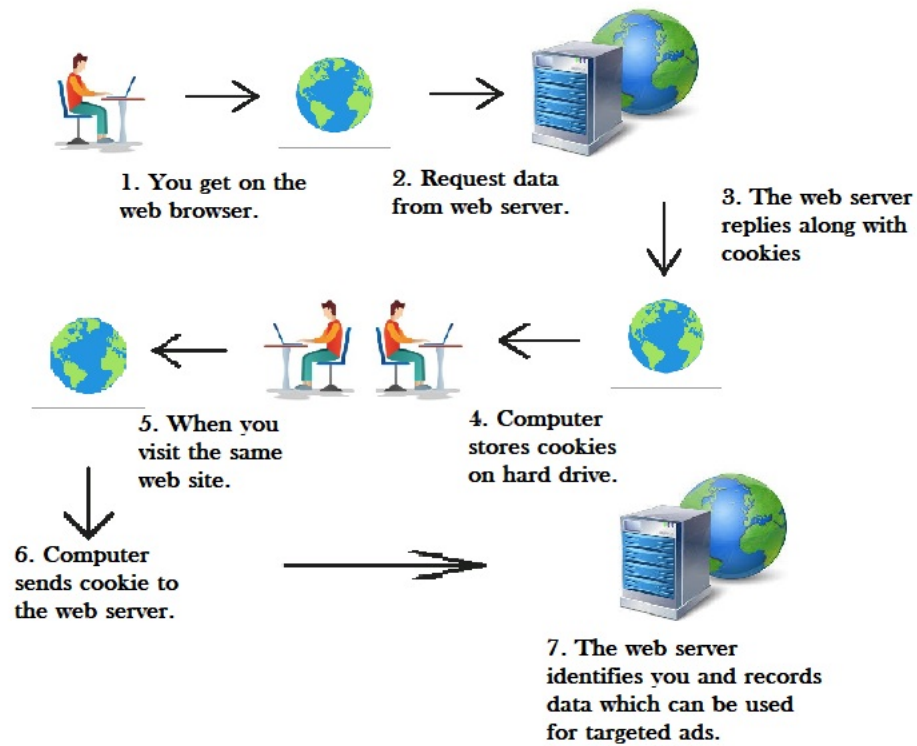 1. You get on the
web browser.
2. Request data
from web server.
3. The web server
replies along with
cookies
4. Computer
stores cookies
on hard drive.
5. When you
visit the same
web site.
6. Computer
sends cookie to
the web server.
7. The web server
identifies you and records
data which can be used
for targeted ads.